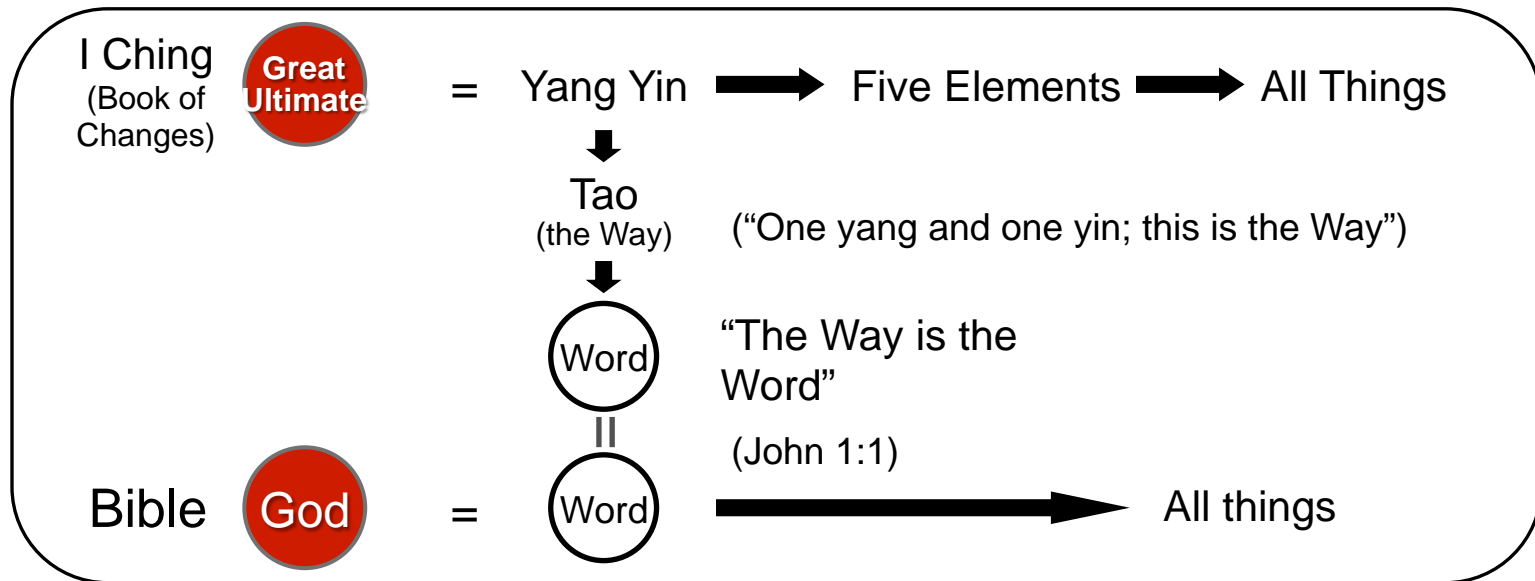 I Ching
(Book of
Changes)
Great
Ultimate
= Yang Yin Five Elements All Things
Tao
(the Way)
(“One yang and one yin; this is the Way”)
Word
“The Way is the
Word”
=
(John 1:1)
Bible God = Word All things